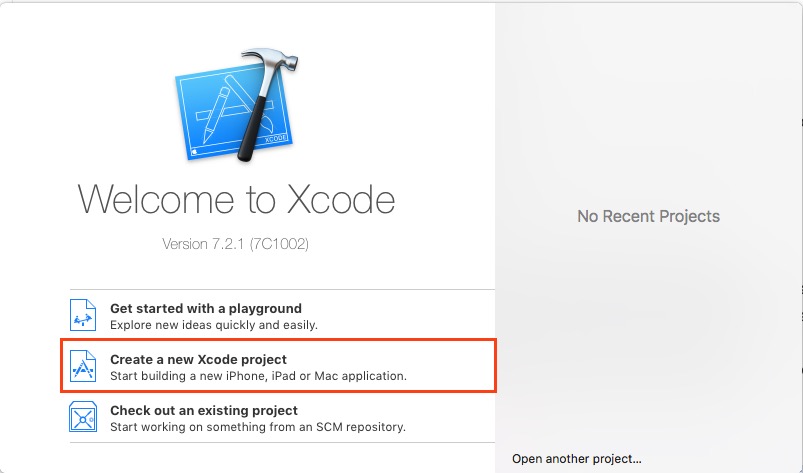 XCODE
Welcome to Xcode
Version 7.2.1 (7C1002)
Get started with a playground
Explore new ideas quickly and easily.
Create a new Xcode project
Start building a new iPhone, iPad or Mac application.
Check out an existing project
Start working on something from an SCM repository.
No Recent Projects
Open another project...